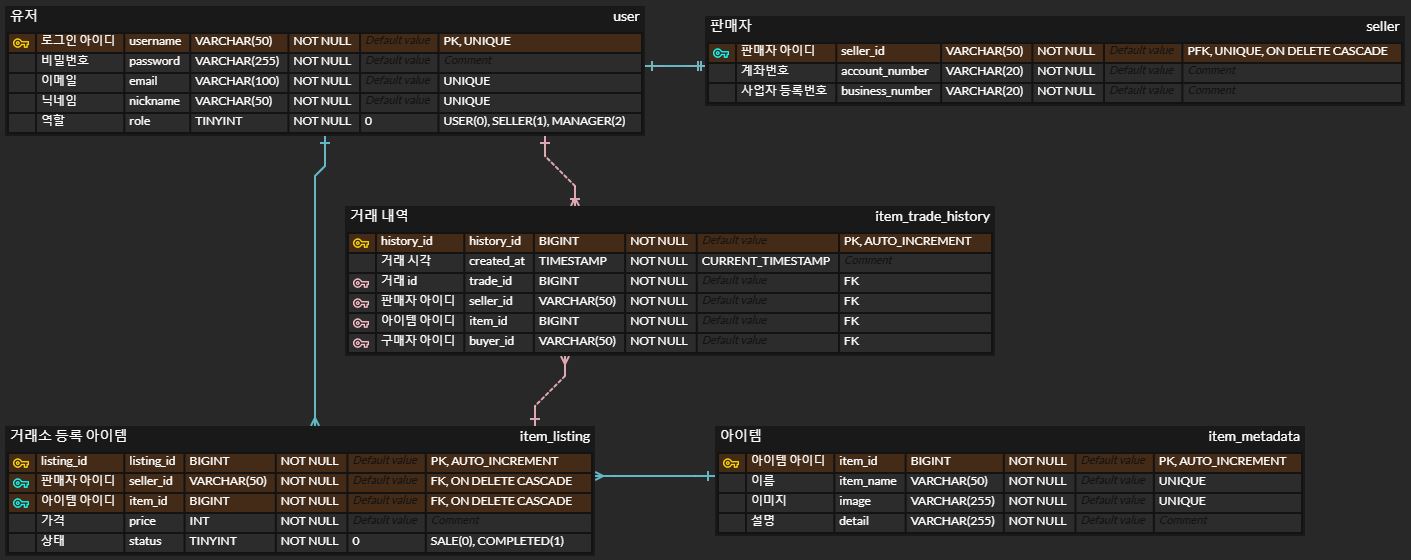 유저 user
로그인 아이디 username VARCHAR(50) NOT NULL Default value PK, UNIQUE
비밀번호 password VARCHAR(255) NOT NULL Default value Comment
이메일 email VARCHAR(100) NOT NULL Default value UNIQUE
닉네임 nickname VARCHAR(50) NOT NULL Default value UNIQUE
역할 role TINYINT NOT NULL 0 USER(0), SELLER(1), MANAGER(2)
판매자 seller
판매자 아이디 seller_id VARCHAR(50) NOT NULL Default value PFK, UNIQUE, ON DELETE CASCADE
계좌번호 account_number VARCHAR(20) NOT NULL Default value Comment
사업자 등록번호 business_number VARCHAR(20) NOT NULL Default value Comment
거래 내역 item_trade_history
history_id history_id BIGINT NOT NULL Default value PK, AUTO_INCREMENT
거래 시각 created_at TIMESTAMP NOT NULL CURRENT_TIMESTAMP Comment
거래 id trade_id BIGINT NOT NULL Default value FK
판매자 아이디 seller_id VARCHAR(50) NOT NULL Default value FK
아이템 아이디 item_id BIGINT NOT NULL Default value FK
구매자 아이디 buyer_id VARCHAR(50) NOT NULL Default value FK
거래소 등록 아이템 item_listing
listing_id listing_id BIGINT NOT NULL Default value PK, AUTO_INCREMENT
판매자 아이디 seller_id VARCHAR(50) NOT NULL Default value FK, ON DELETE CASCADE
아이템 아이디 item_id BIGINT NOT NULL Default value FK, ON DELETE CASCADE
가격 price INT NOT NULL Default value Comment
상태 status TINYINT NOT NULL 0 SALE(0), COMPLETED(1)
아이템 item_metadata
아이템 아이디 item_id BIGINT NOT NULL Default value PK, AUTO_INCREMENT
이름 item_name VARCHAR(50) NOT NULL Default value UNIQUE
이미지 image VARCHAR(255) NOT NULL Default value UNIQUE
설명 detail VARCHAR(255) NOT NULL Default value Comment